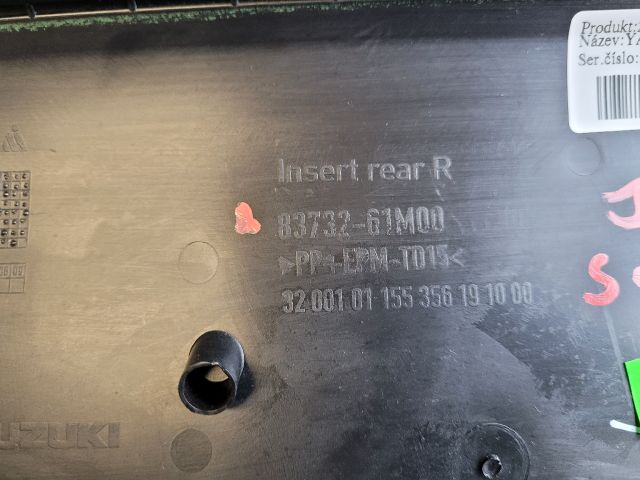 Produkt:
Název:
Ser.číslo:
Insert rear R
83732-61M00
>PP+EPM-TD15<
32 001 01 155 356 19 10 00
UZUKI